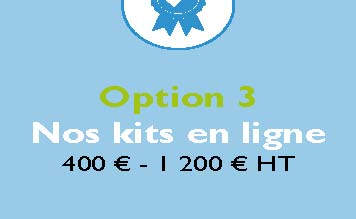 Option 3
Nos kits en ligne
400 € - 1 200 € HT